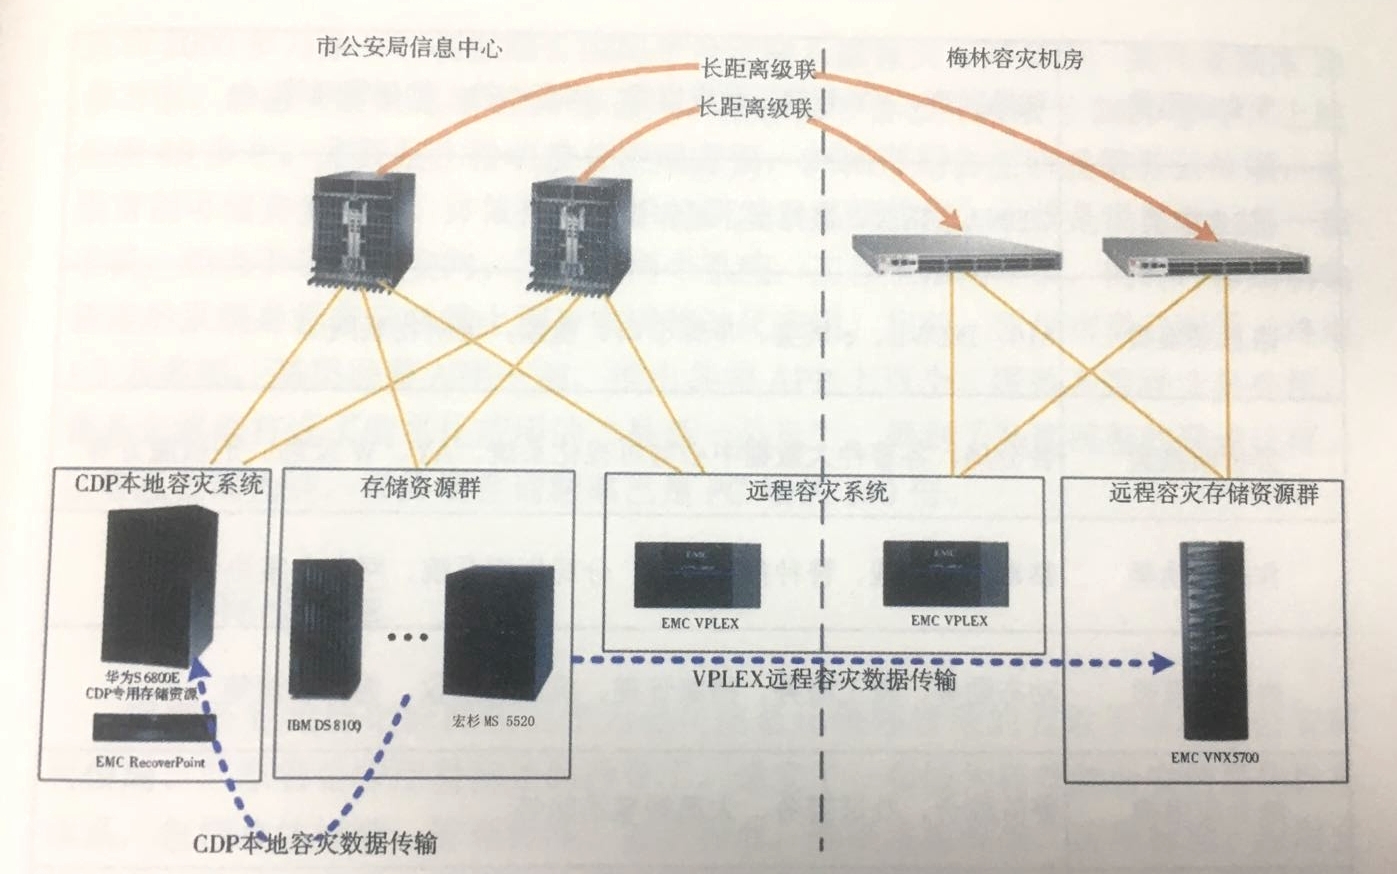 市公安局信息中心
梅林容灾机房
长距离级联
长距离级联
CDP本地容灾系统
存储资源群
远程容灾系统
远程容灾存储资源群
EMC
EMC
EMC VPLEX
EMC VPLEX
华为S6800E
CDP专用存储资源
EMC RecoverPoint
IBM DS 8100
宏杉 MS 5520
VPLEX远程容灾数据传输
EMC VNX5700
CDP本地容灾数据传输